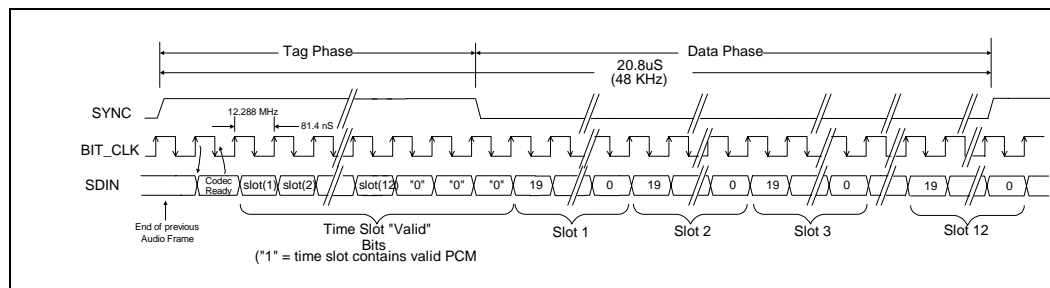 Tag Phase
Data Phase
20.8uS
(48 KHz)
SYNC
12.288 MHz
81.4 nS
BIT_CLK
SDIN
Codec
Ready
slot(1)
slot(2)
slot(12)
"0"
"0"
"0"
19
0
19
0
19
0
19
0
End of previous
Audio Frame
Time Slot "Valid"
Bits
("1" = time slot contains valid PCM
Slot 1
Slot 2
Slot 3
Slot 12